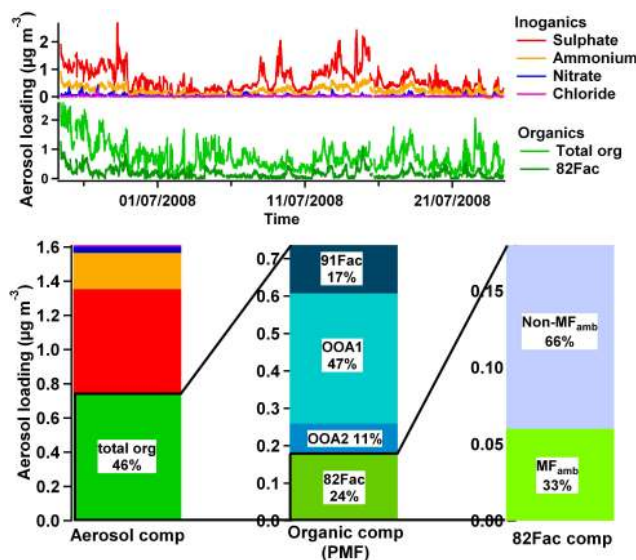 Inoganics
Sulphate
Ammonium
Nitrate
Chloride
Organics
Total org
82Fac
Aerosol loading (µg m⁻³)
2
1
0
2
1
0
01/07/2008
11/07/2008
21/07/2008
Time
Aerosol loading (µg m⁻³)
1.6
1.4
1.2
1.0
0.8
0.6
0.4
0.2
0.0
total org
46%
Aerosol comp
0.7
0.6
0.5
0.4
0.3
0.2
0.1
0.0
91Fac
17%
OOA1
47%
OOA2 11%
82Fac
24%
Organic comp
(PMF)
0.15
0.10
0.05
0.00
Non-MFamb
66%
MFamb
33%
82Fac comp